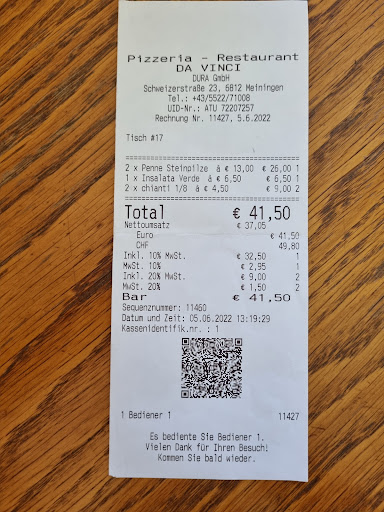 Pizzeria - Restaurant
DA VINCI
DURA GmbH
Schweizerstraße 23, 6812 Meiningen
Tel.: +43/5522/71008
UID-Nr.: ATU 72207257
Rechnung Nr. 11427, 5.6.2022
Tisch #17
2 x Penne Steinpilze á € 13,00 € 26,00 1
1 x Insalata Verde á € 6,50 € 6,50 1
2 x chianti 1/8 á € 4,50 € 9,00 2
Total € 41,50
Nettoumsatz € 37,05
Euro € 41,50
CHF 49,80
Inkl. 10% MwSt. € 32,50 1
MwSt. 10% € 2,95 1
Inkl. 20% MwSt. € 9,00 2
MwSt. 20% € 1,50 2
Bar € 41,50
Sequenznummer: 11460
Datum und Zeit: 05.06.2022 13:19:29
Kassenidentifik.nr. : 1
1 Bediener 1 11427
Es bediente Sie Bediener 1.
Vielen Dank für Ihren Besuch!
Kommen Sie bald wieder.